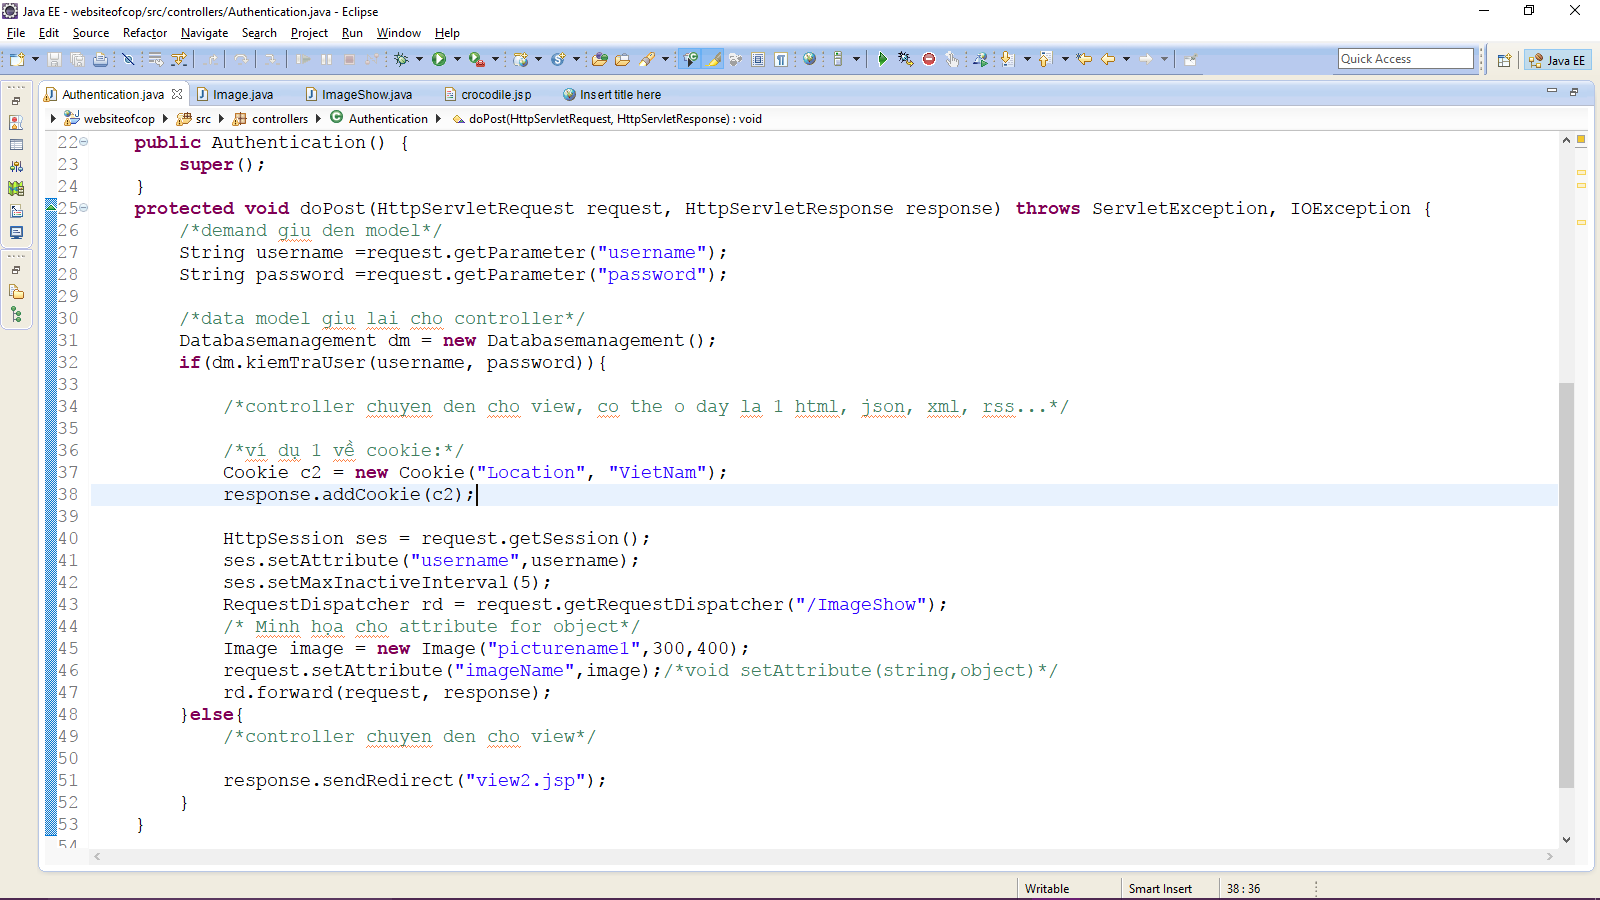 Java EE - websiteofcop/src/controllers/Authentication.java - Eclipse
File Edit Source Refactor Navigate Search Project Run Window Help
Quick Access
Java EE
Authentication.java Image.java ImageShow.java crocodile.jsp Insert title here
websiteofcop src controllers Authentication doPost(HttpServletRequest, HttpServletResponse) : void
22 public Authentication() {
23 super();
24 }
25 protected void doPost(HttpServletRequest request, HttpServletResponse response) throws ServletException, IOException {
26 /*demand giu den model*/
27 String username =request.getParameter("username");
28 String password =request.getParameter("password");
29
30 /*data model giu lai cho controller*/
31 Databasemanagement dm = new Databasemanagement();
32 if(dm.kiemTraUser(username, password)){
33
34 /*controller chuyen den cho view, co the o day la 1 html, json, xml, rss...*/
35
36 /*ví dụ 1 về cookie:*/
37 Cookie c2 = new Cookie("Location", "VietNam");
38 response.addCookie(c2);
39
40 HttpSession ses = request.getSession();
41 ses.setAttribute("username",username);
42 ses.setMaxInactiveInterval(5);
43 RequestDispatcher rd = request.getRequestDispatcher("/ImageShow");
44 /* Minh họa cho attribute for object*/
45 Image image = new Image("picturename1",300,400);
46 request.setAttribute("imageName",image);/*void setAttribute(string,object)*/
47 rd.forward(request, response);
48 }else{
49 /*controller chuyen den cho view*/
50
51 response.sendRedirect("view2.jsp");
52 }
53 }
54
Writable Smart Insert 38 : 36